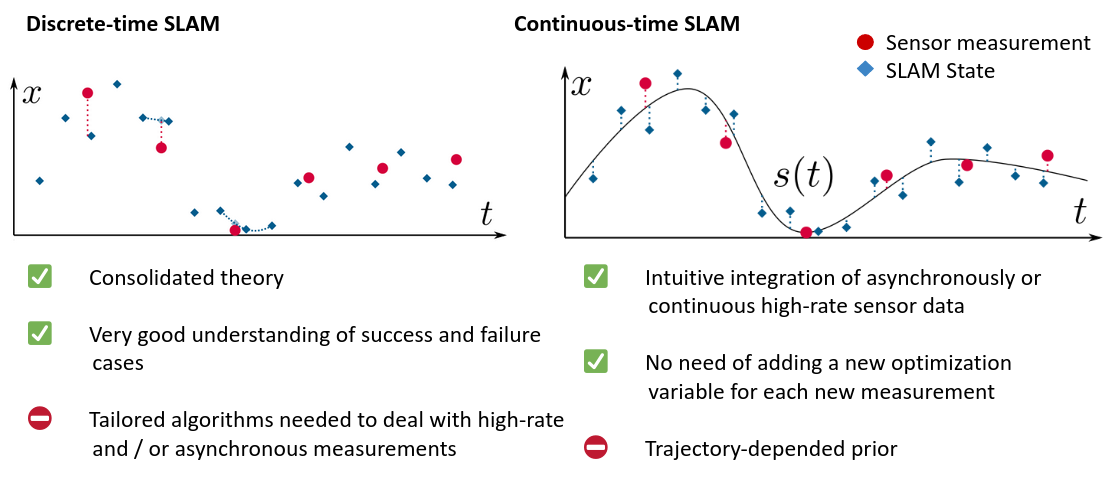 Discrete-time SLAM
x
t
Consolidated theory
Very good understanding of success and failure
cases
Tailored algorithms needed to deal with high-rate
and / or asynchronous measurements
Continuous-time SLAM
Sensor measurement
SLAM State
x
s(t)
t
Intuitive integration of asynchronously or
continuous high-rate sensor data
No need of adding a new optimization
variable for each new measurement
Trajectory-depended prior